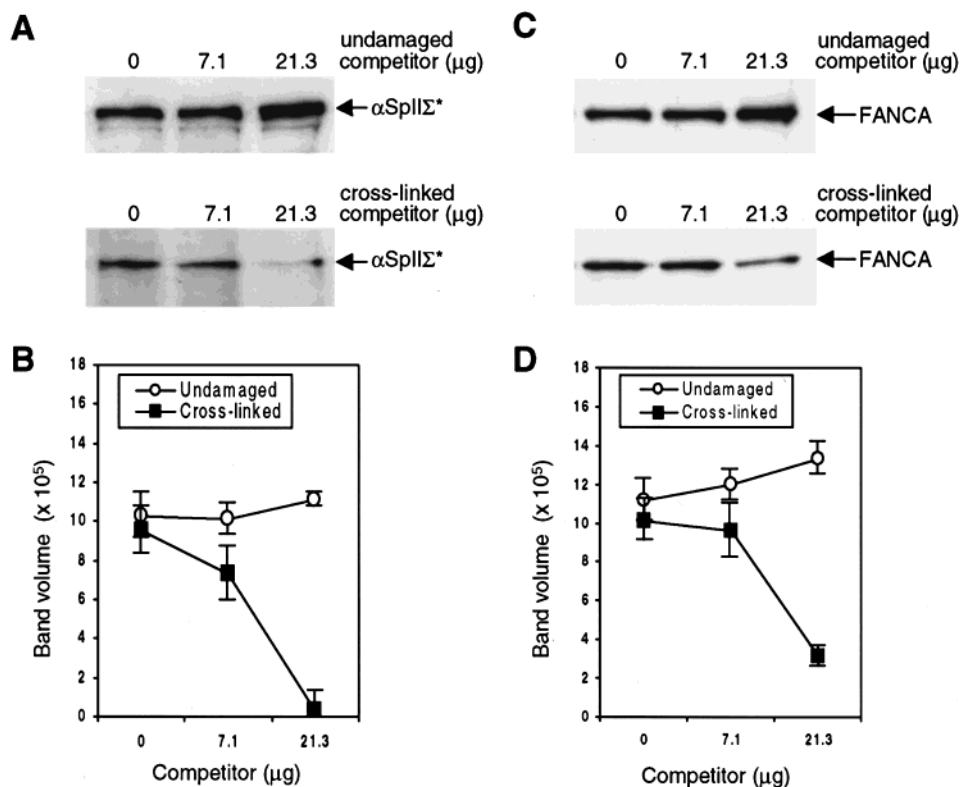 A
undamaged
0 7.1 21.3 competitor (μg)
αSpIIΣ*
cross-linked
0 7.1 21.3 competitor (μg)
αSpIIΣ*
B
18
16
14
12
10
8
6
4
2
0
Undamaged
Cross-linked
Band volume (x 10⁵)
0 7.1 21.3
Competitor (μg)
C
undamaged
0 7.1 21.3 competitor (μg)
FANCA
cross-linked
0 7.1 21.3 competitor (μg)
FANCA
D
18
16
14
12
10
8
6
4
2
0
Undamaged
Cross-linked
Band volume (x 10⁵)
0 7.1 21.3
Competitor (μg)